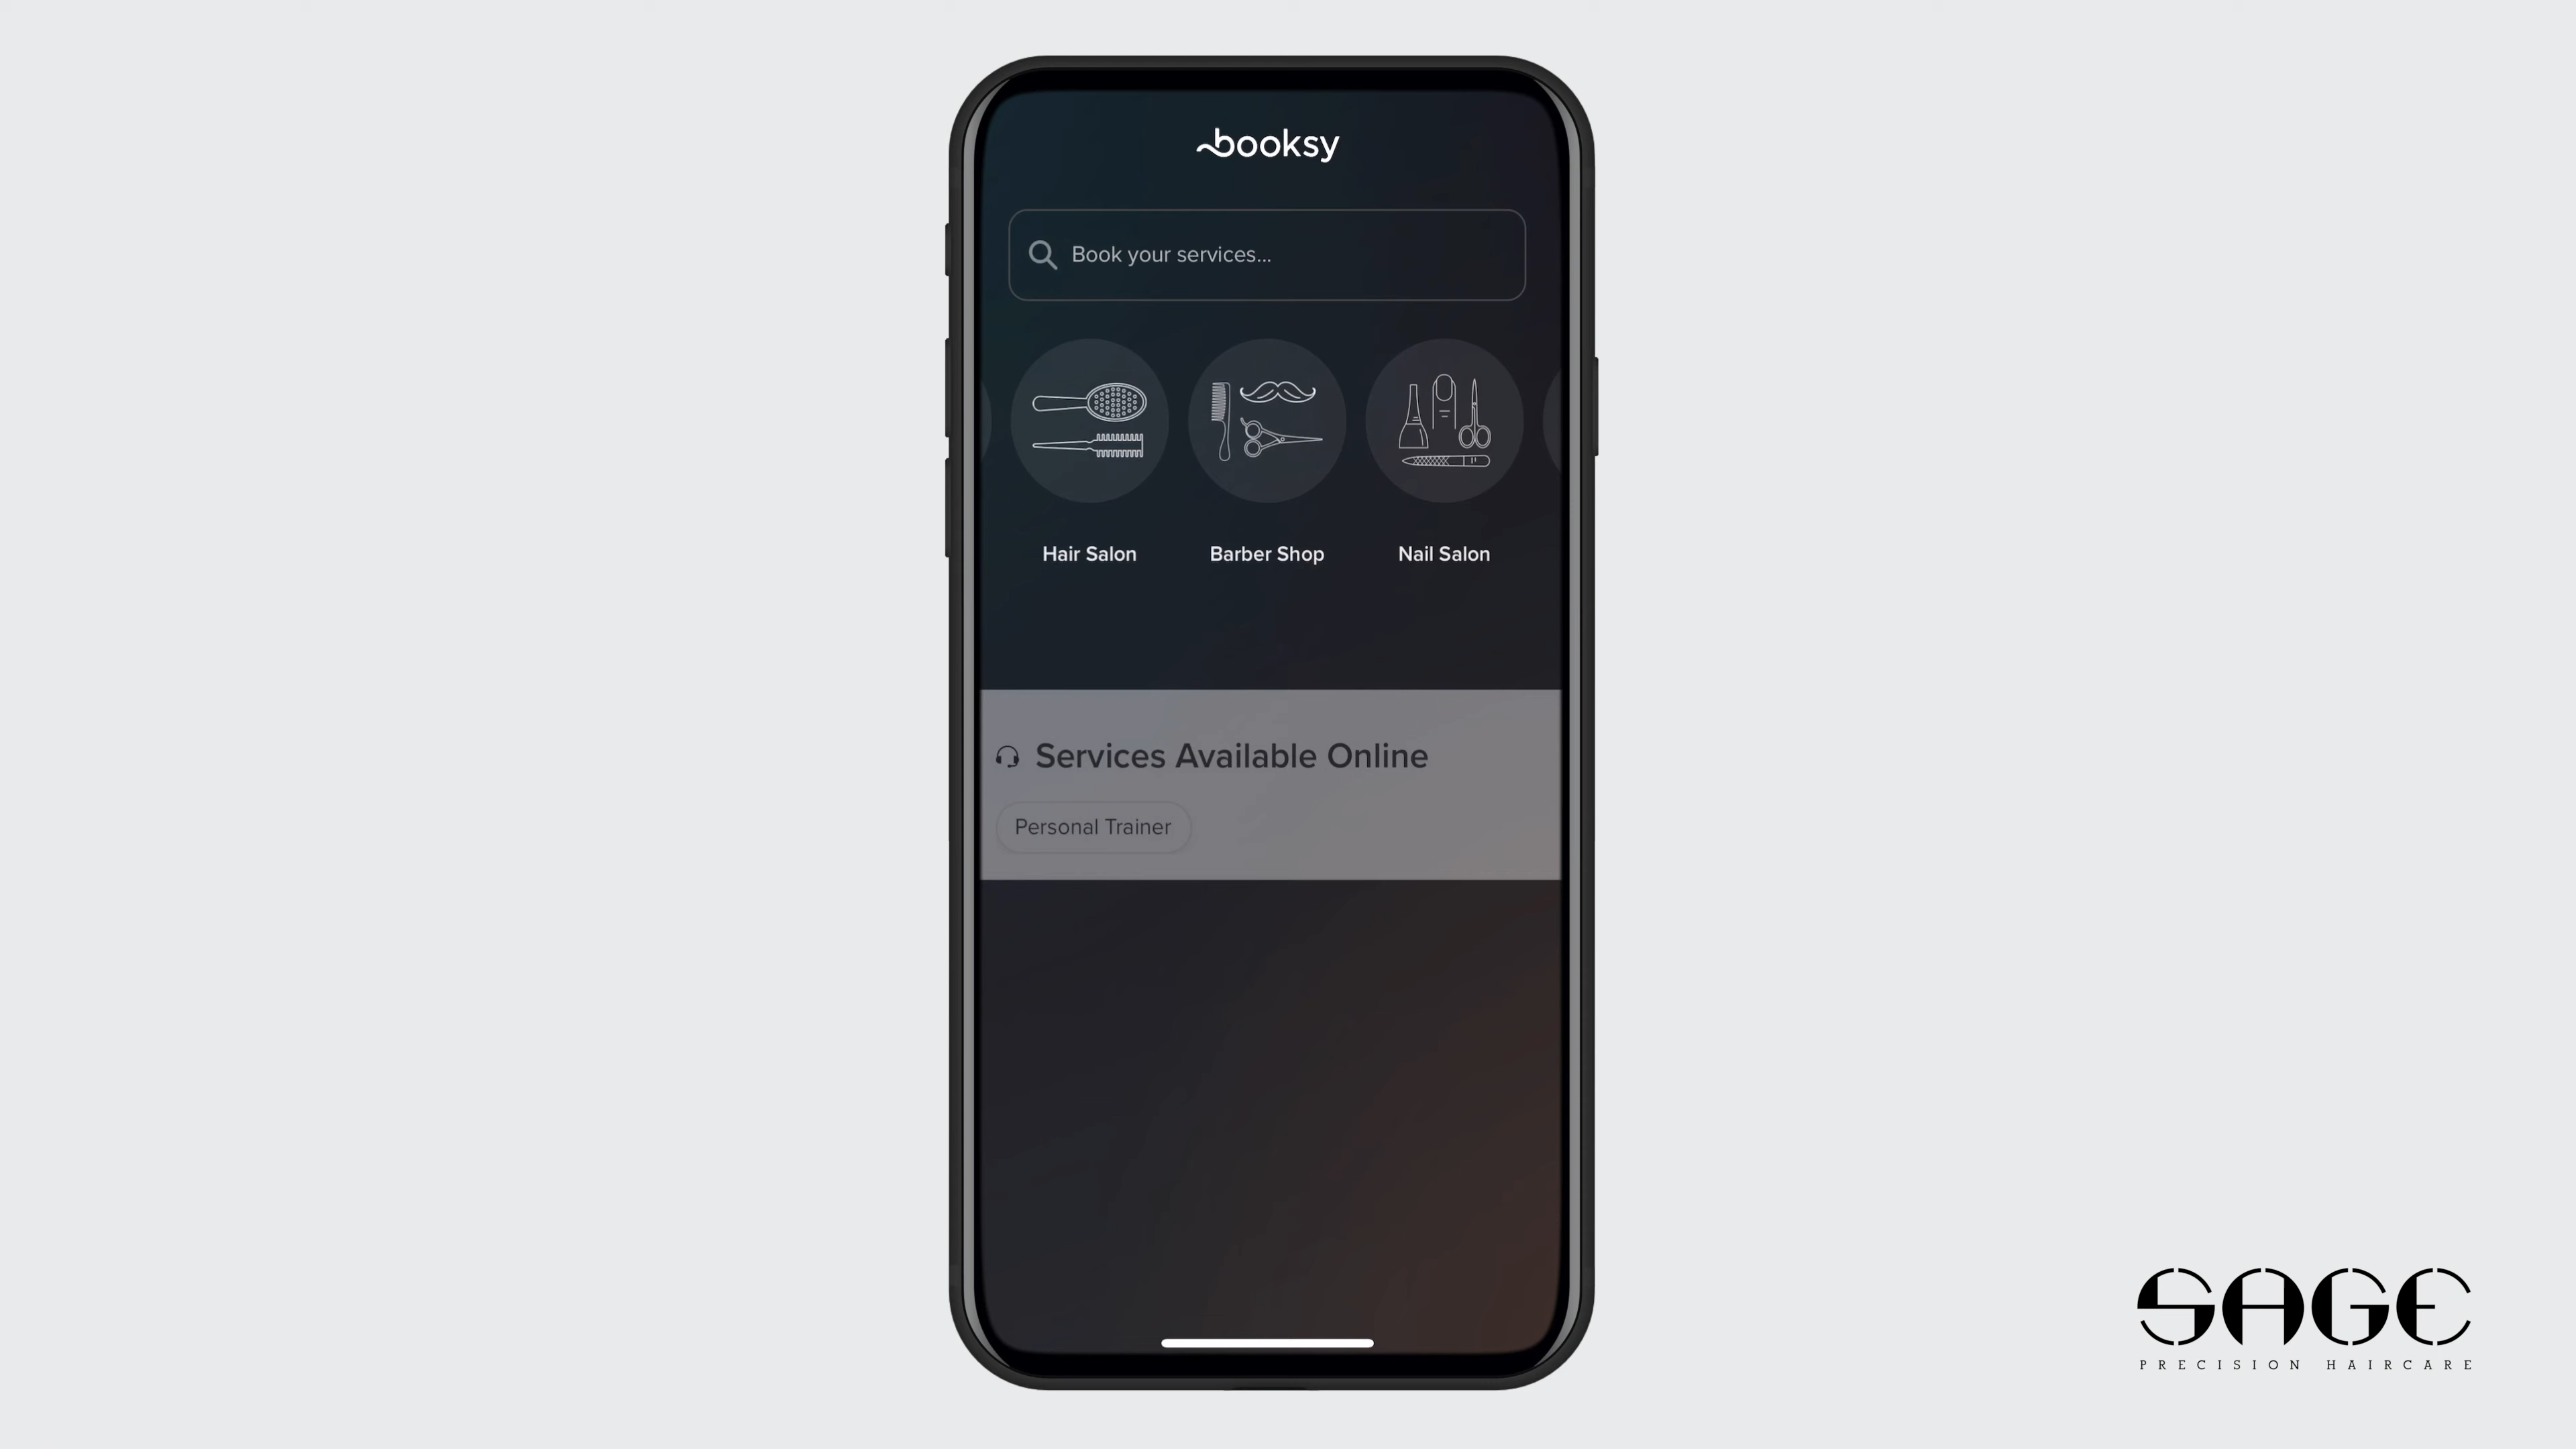 booksy
Book your services...
Hair Salon
Barber Shop
Nail Salon
Services Available Online
Personal Trainer
SAGE
PRECISION HAIRCARE